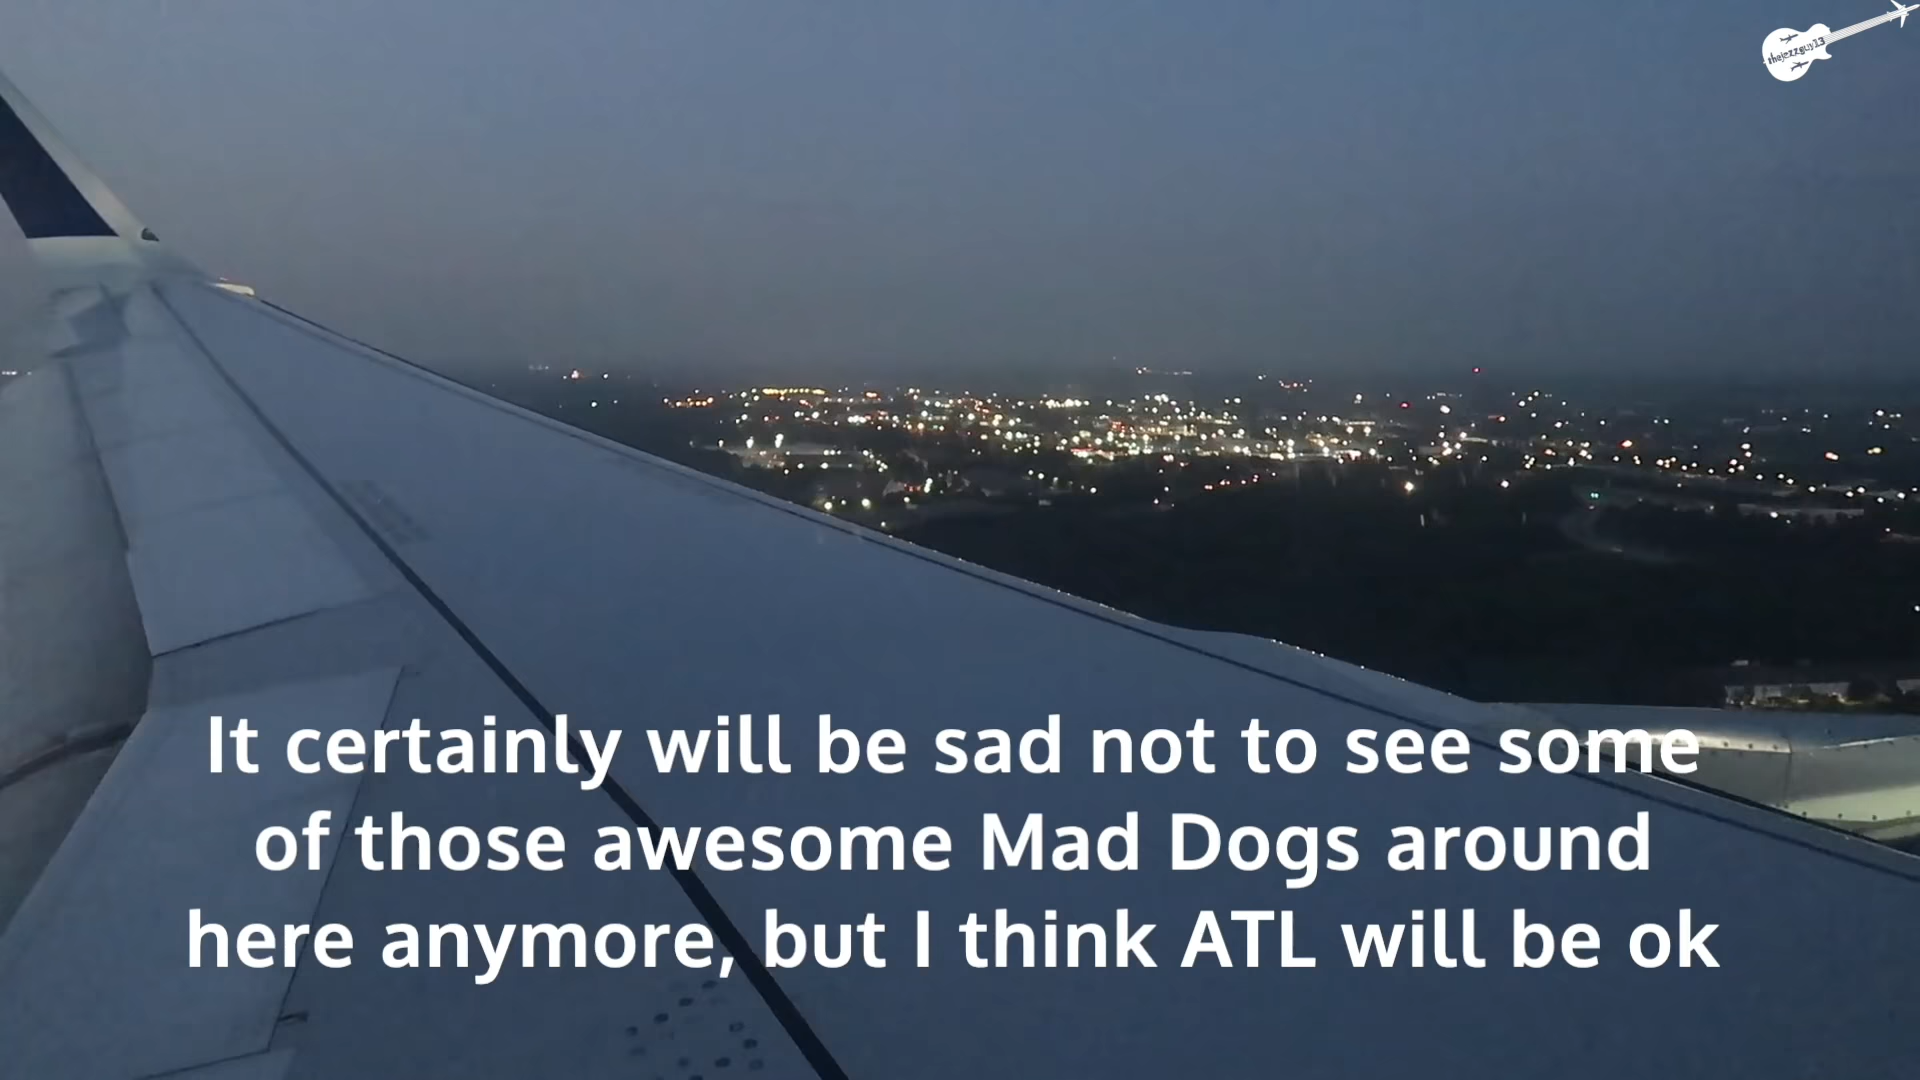 thejazzguy13
It certainly will be sad not to see some
of those awesome Mad Dogs around
here anymore, but I think ATL will be ok